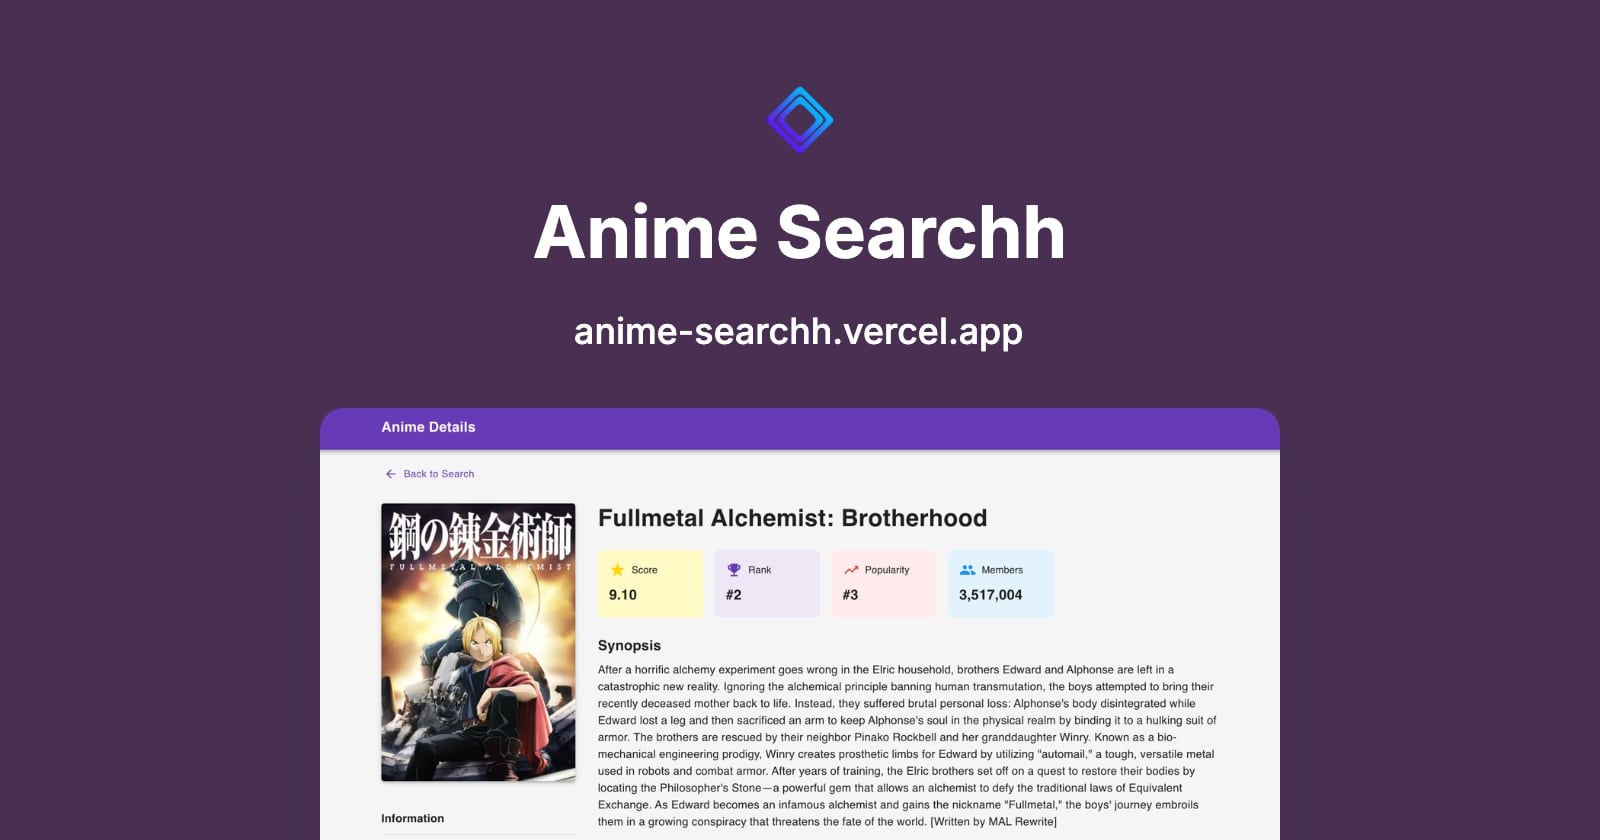 Anime Searchh
anime-searchh.vercel.app
Anime Details
Back to Search
鋼の錬金術師
FULLMETAL ALCHEMIST
Fullmetal Alchemist: Brotherhood
Score
9.10
Rank
#2
Popularity
#3
Members
3,517,004
Synopsis
After a horrific alchemy experiment goes wrong in the Elric household, brothers Edward and Alphonse are left in a
catastrophic new reality. Ignoring the alchemical principle banning human transmutation, the boys attempted to bring their
recently deceased mother back to life. Instead, they suffered brutal personal loss: Alphonse's body disintegrated while
Edward lost a leg and then sacrificed an arm to keep Alphonse's soul in the physical realm by binding it to a hulking suit of
armor. The brothers are rescued by their neighbor Pinako Rockbell and her granddaughter Winry. Known as a bio-
mechanical engineering prodigy, Winry creates prosthetic limbs for Edward by utilizing "automail," a tough, versatile metal
used in robots and combat armor. After years of training, the Elric brothers set off on a quest to restore their bodies by
locating the Philosopher's Stone—a powerful gem that allows an alchemist to defy the traditional laws of Equivalent
Exchange. As Edward becomes an infamous alchemist and gains the nickname "Fullmetal," the boys' journey embroils
them in a growing conspiracy that threatens the fate of the world. [Written by MAL Rewrite]
Information